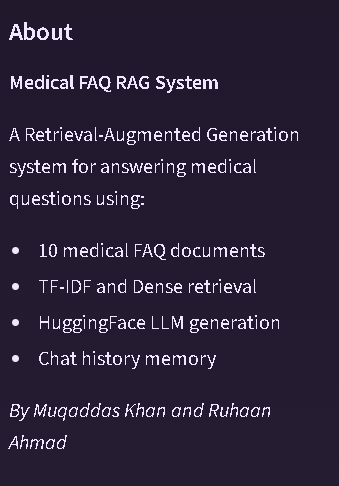 About
Medical FAQ RAG System
A Retrieval-Augmented Generation
system for answering medical
questions using:
• 10 medical FAQ documents
• TF-IDF and Dense retrieval
• HuggingFace LLM generation
• Chat history memory
By Muqaddas Khan and Ruhaan
Ahmad